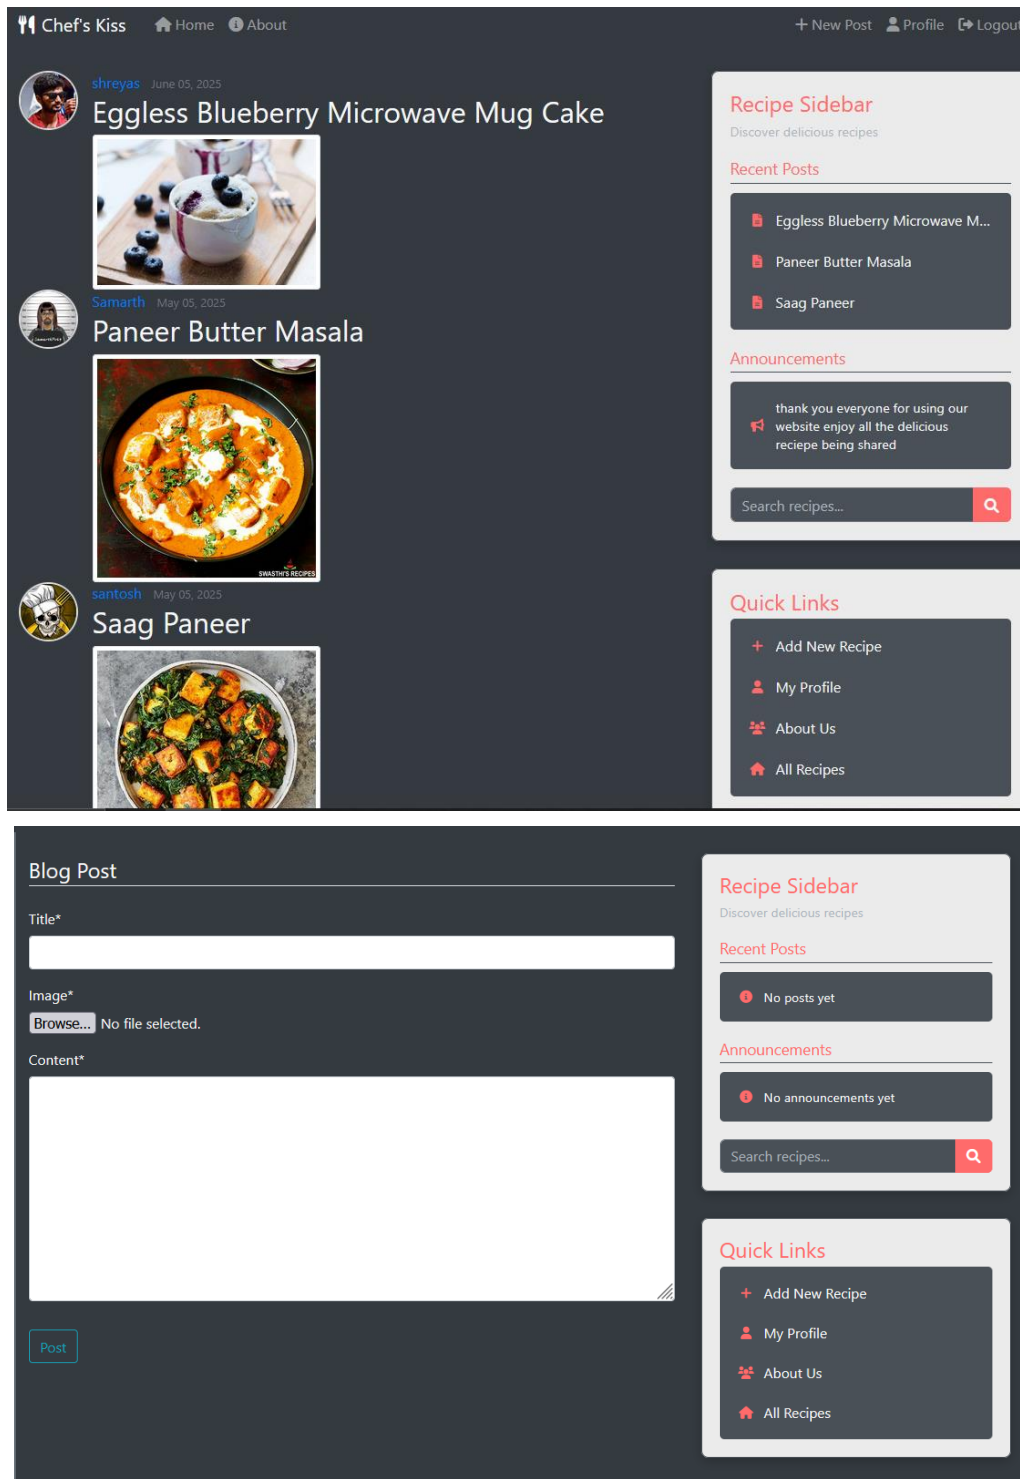 Chef's Kiss Home About + New Post Profile Logout
shreyas June 05, 2025
Eggless Blueberry Microwave Mug Cake
Samarth May 05, 2025
Paneer Butter Masala
SWASTHI'S RECIPES
santosh May 05, 2025
Saag Paneer
Recipe Sidebar
Discover delicious recipes
Recent Posts
Eggless Blueberry Microwave M...
Paneer Butter Masala
Saag Paneer
Announcements
thank you everyone for using our
website enjoy all the delicious
reciepe being shared
Search recipes...
Quick Links
+ Add New Recipe
My Profile
About Us
All Recipes
Blog Post
Title*
Image*
Browse... No file selected.
Content*
Post
Recipe Sidebar
Discover delicious recipes
Recent Posts
No posts yet
Announcements
No announcements yet
Search recipes...
Quick Links
+ Add New Recipe
My Profile
About Us
All Recipes